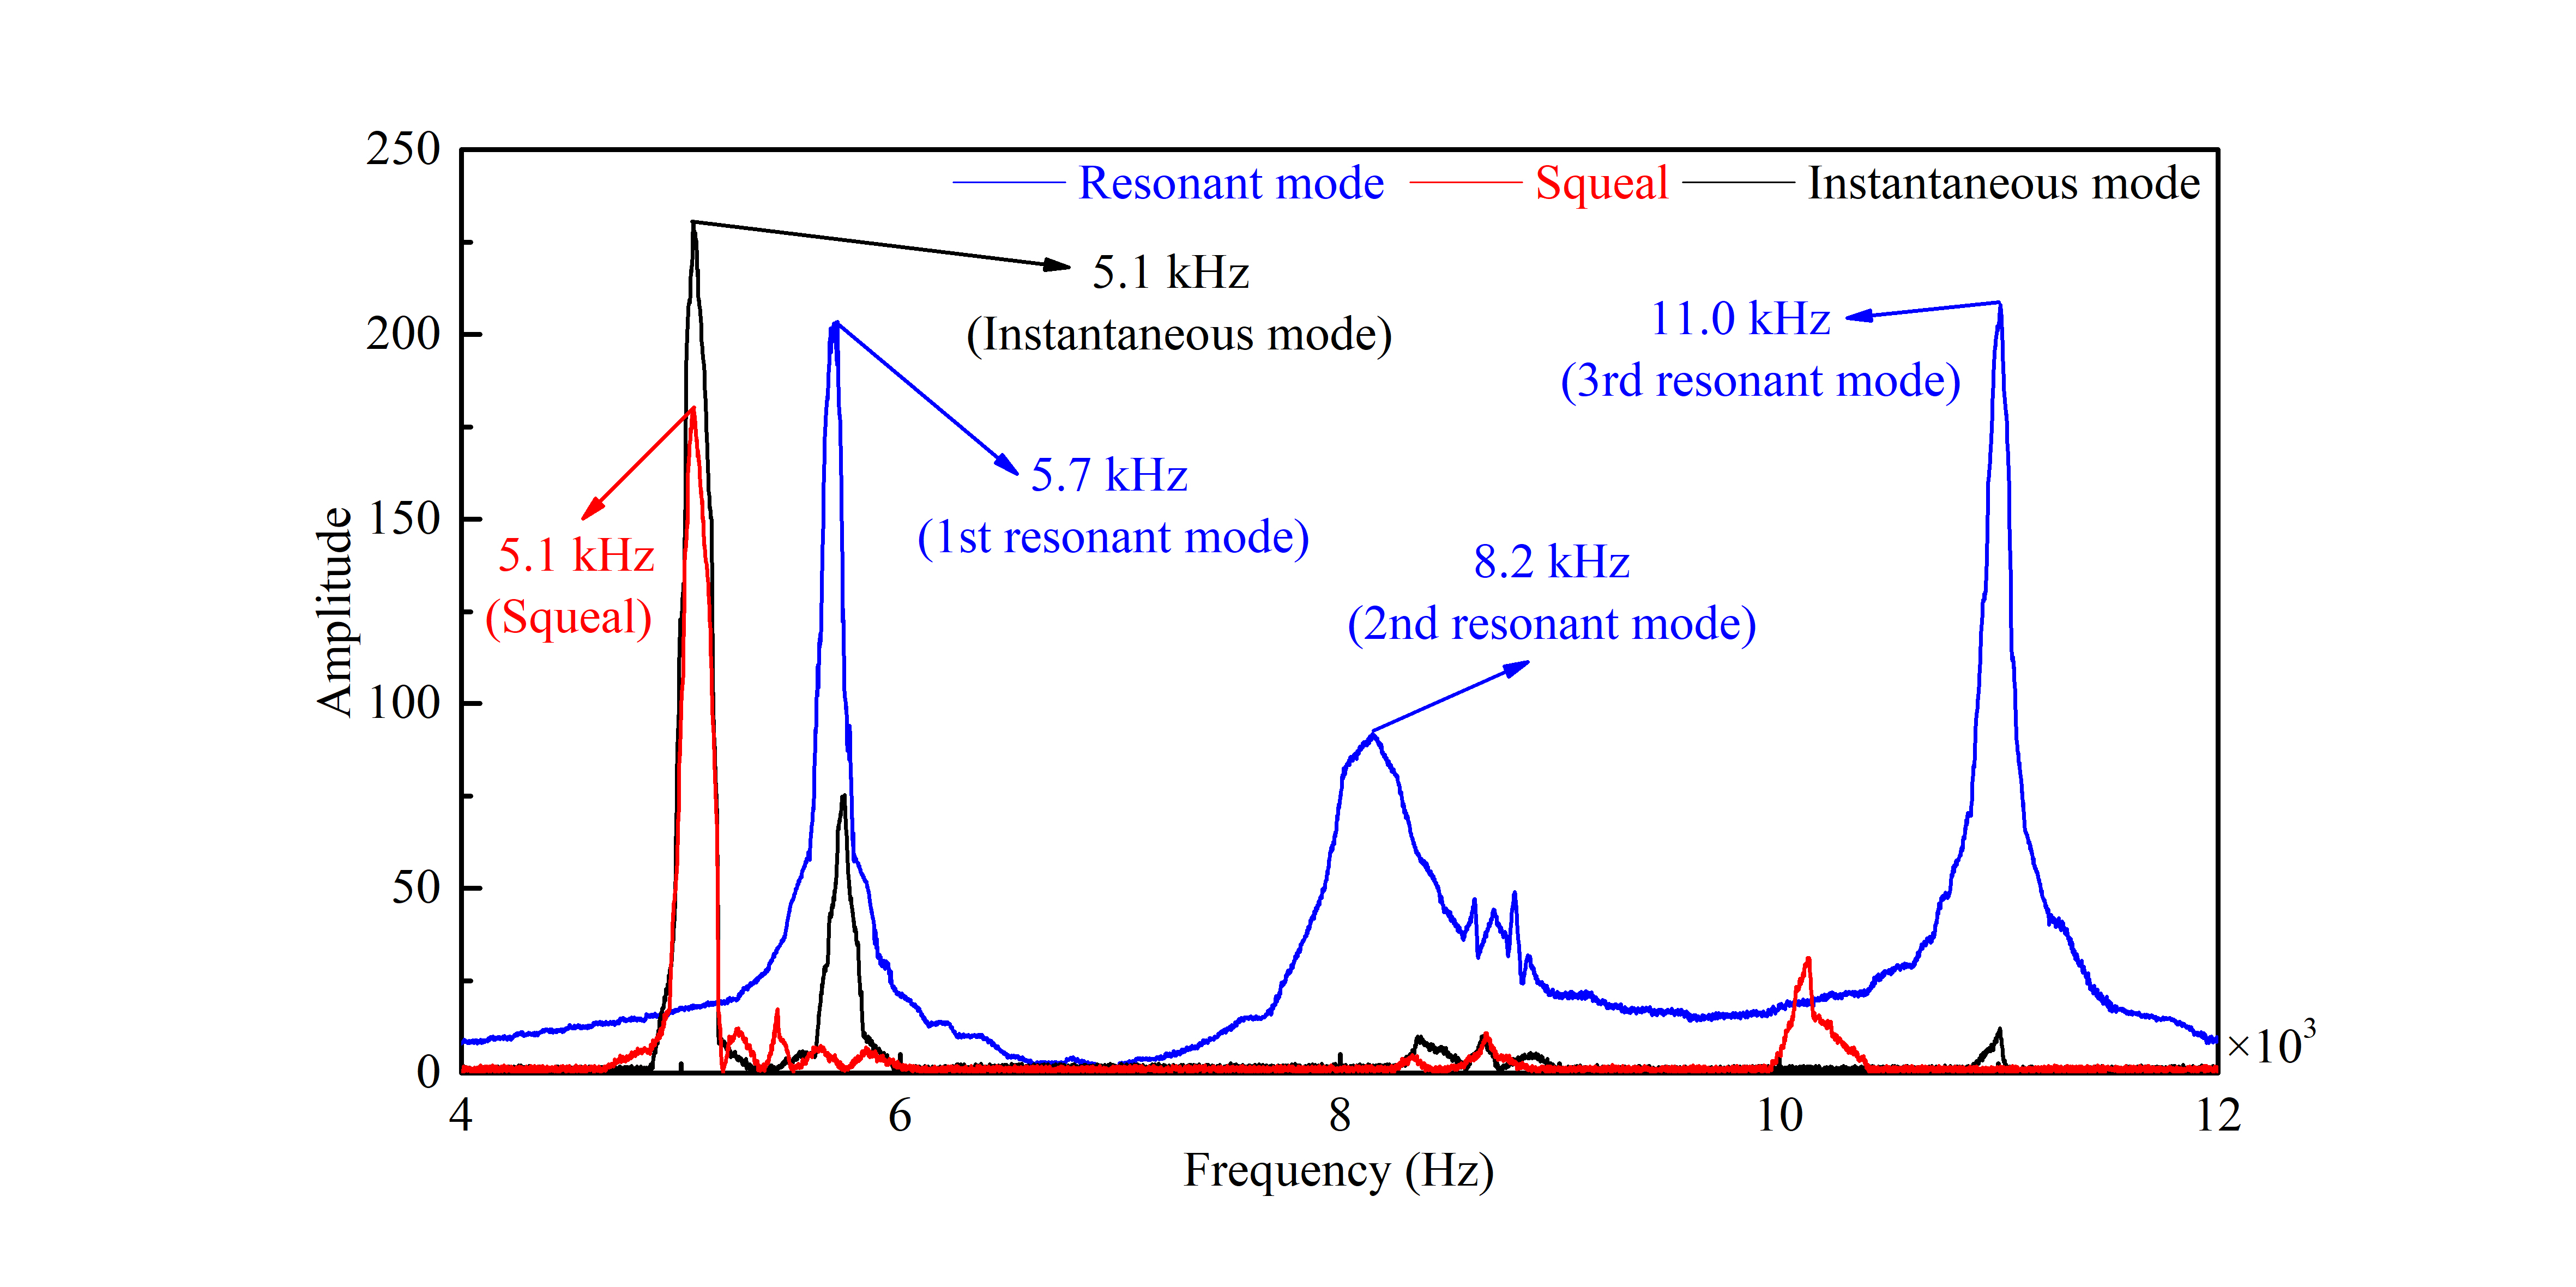 250
Resonant mode
Squeal
Instantaneous mode
5.1 kHz
(Instantaneous mode)
11.0 kHz
(3rd resonant mode)
200
5.7 kHz
(1st resonant mode)
150
5.1 kHz
(Squeal)
8.2 kHz
(2nd resonant mode)
Amplitude
100
50
0
×10³
4 6 8 10 12
Frequency (Hz)